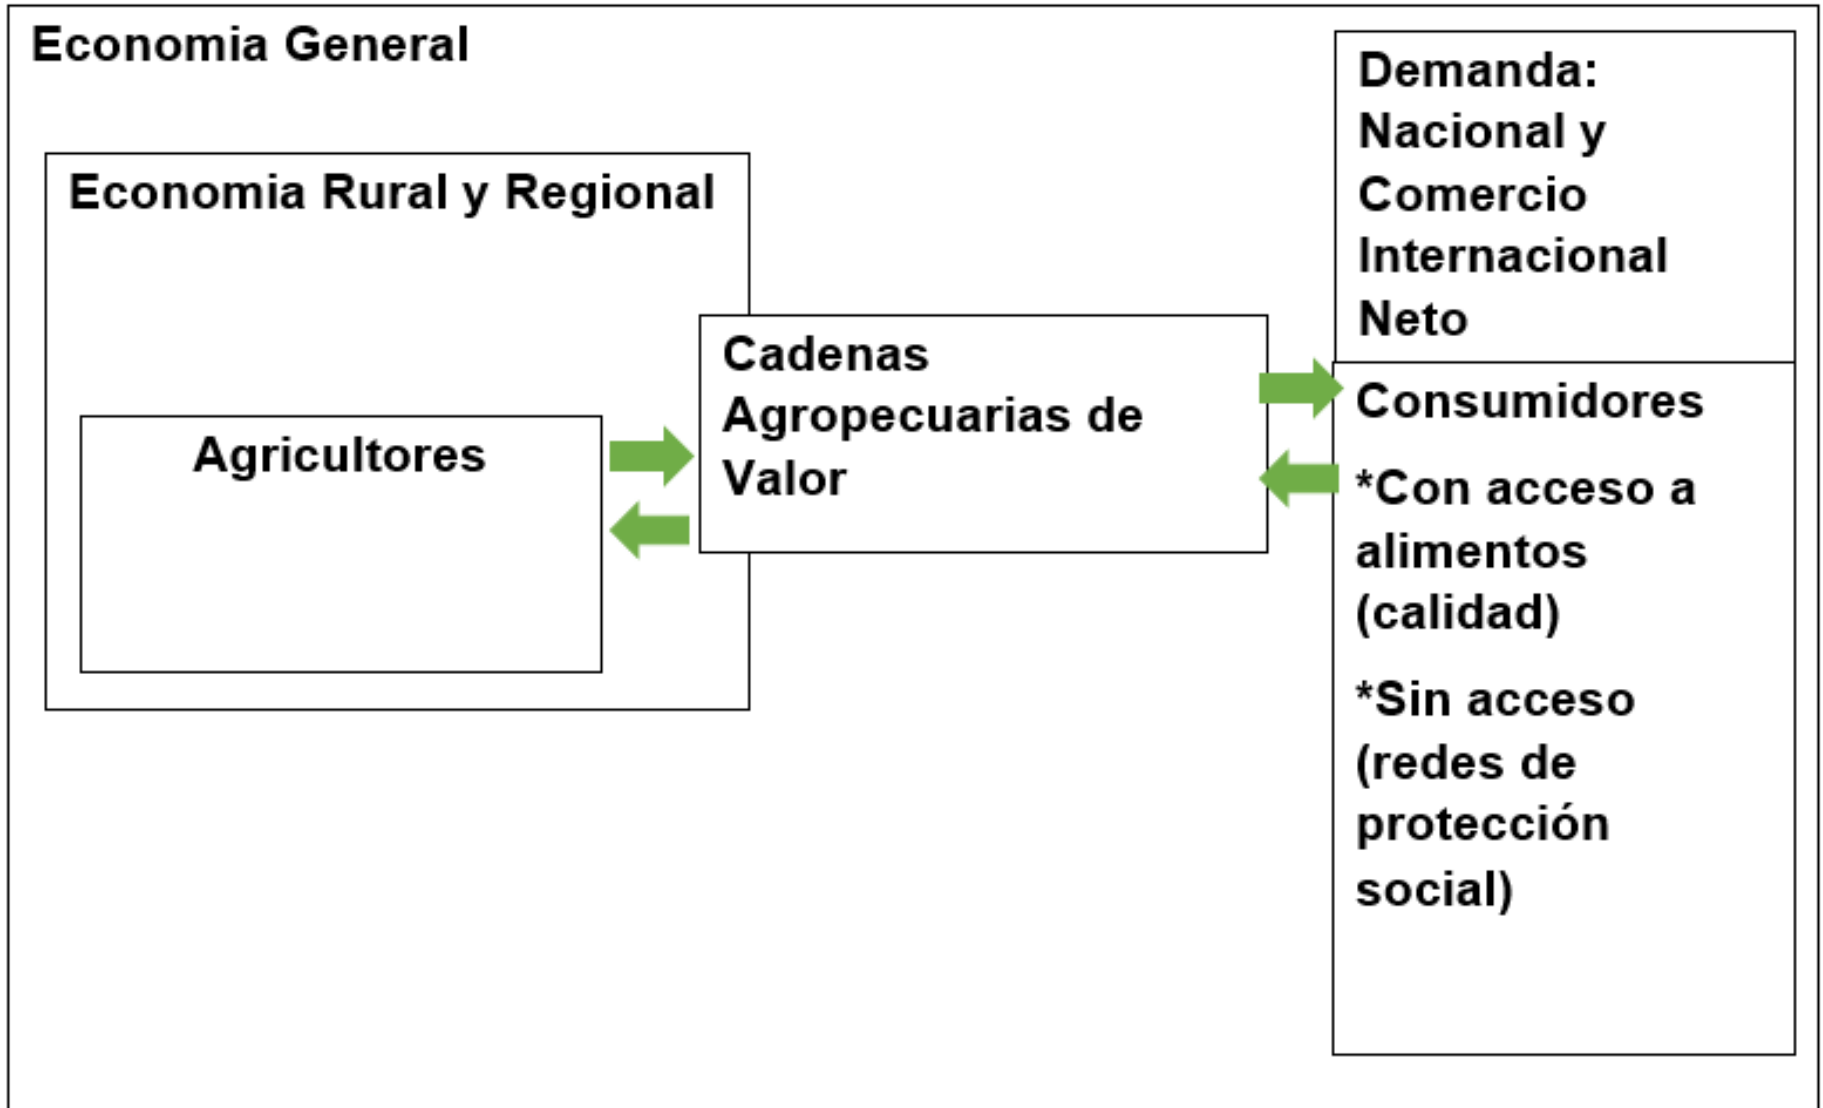 Economia General
Economia Rural y Regional
Agricultores
Cadenas
Agropecuarias de
Valor
Demanda:
Nacional y
Comercio
Internacional
Neto
Consumidores
*Con acceso a
alimentos
(calidad)
*Sin acceso
(redes de
protección
social)